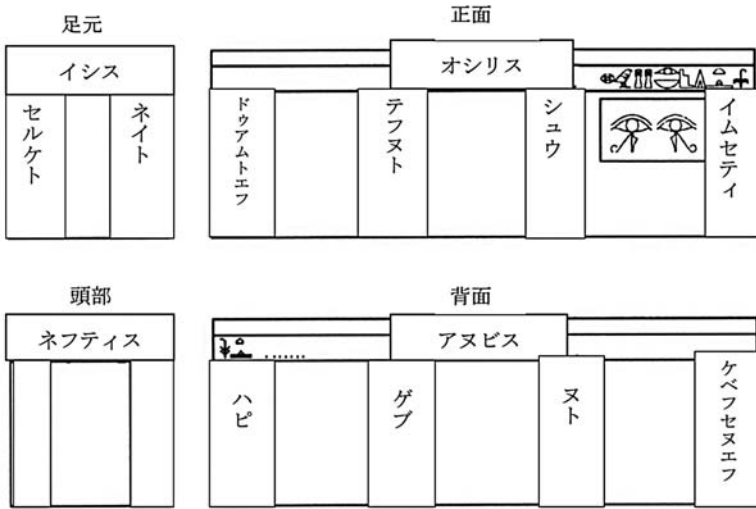 足元
イシス
セルケト
ネイト
正面
オシリス
ドゥアムトエフ
テフヌト
シュウ
イムセティ
頭部
ネフティス
背面
アヌビス
ハピ
ゲブ
ヌト
ケベフセヌエフ